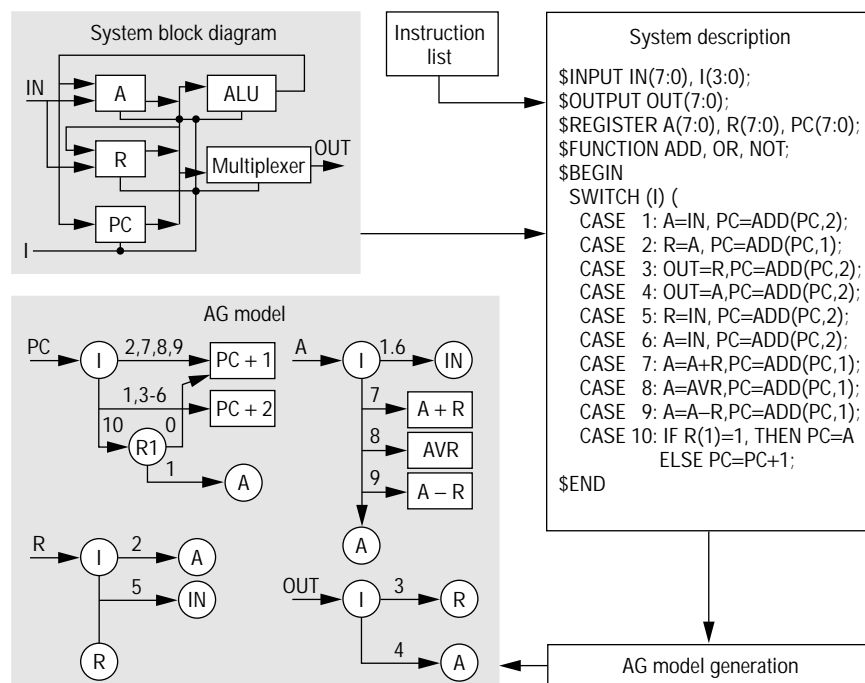 System block diagram
IN
A
ALU
R
OUT
Multiplexer
PC
I
Instruction
list
System description
$INPUT IN(7:0), I(3:0);
$OUTPUT OUT(7:0);
$REGISTER A(7:0), R(7:0), PC(7:0);
$FUNCTION ADD, OR, NOT;
$BEGIN
SWITCH (I) (
CASE 1: A=IN, PC=ADD(PC,2);
CASE 2: R=A, PC=ADD(PC,1);
CASE 3: OUT=R,PC=ADD(PC,2);
CASE 4: OUT=A,PC=ADD(PC,2);
CASE 5: R=IN, PC=ADD(PC,2);
CASE 6: A=IN, PC=ADD(PC,2);
CASE 7: A=A+R,PC=ADD(PC,1);
CASE 8: A=AVR,PC=ADD(PC,1);
CASE 9: A=A–R,PC=ADD(PC,1);
CASE 10: IF R(1)=1, THEN PC=A
ELSE PC=PC+1;
$END
AG model
PC
I
2,7,8,9
PC + 1
1,3-6
PC + 2
10
0
R1
1
A
A
I
1.6
IN
7
A + R
8
AVR
9
A – R
A
R
I
2
A
5
IN
R
OUT
I
3
R
4
A
AG model generation